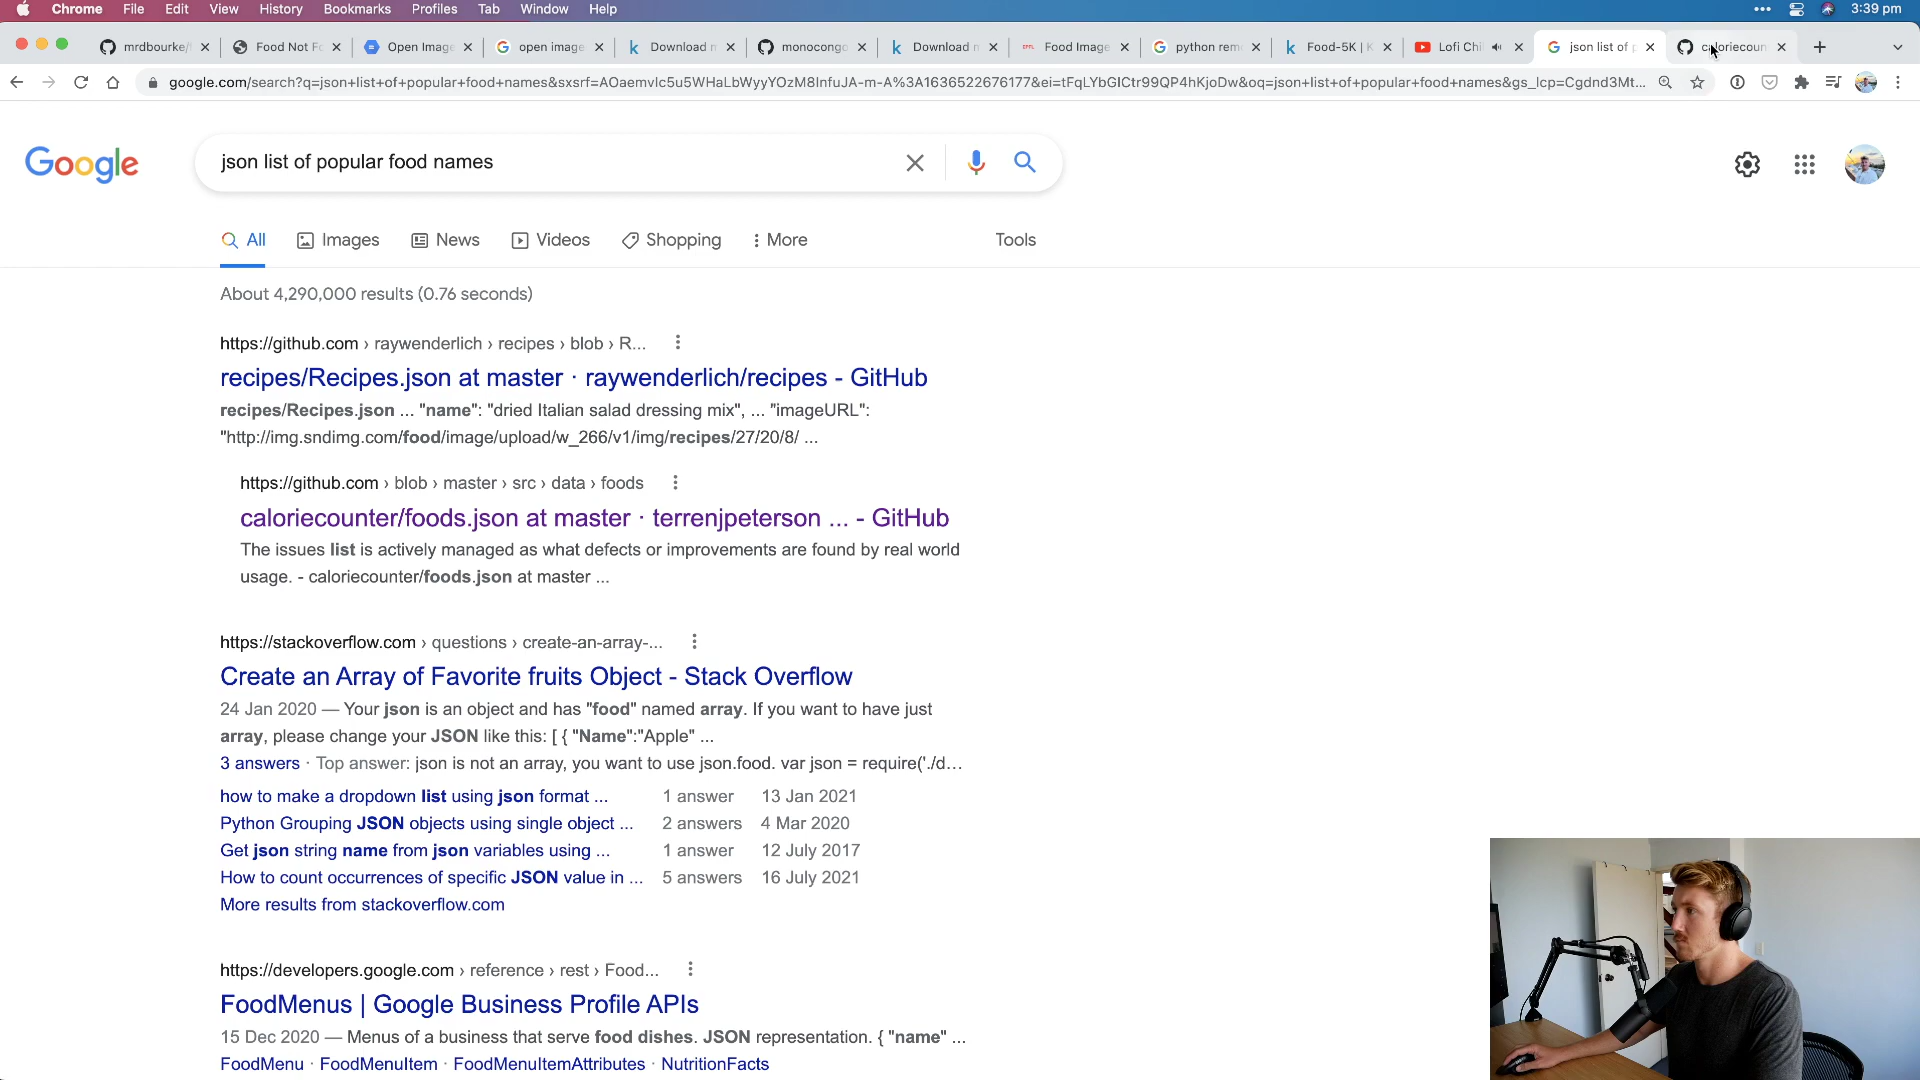 Chrome File Edit View History Bookmarks Profiles Tab Window Help 3:39 pm
mrdbourke/ Food Not Fo Open Image open image Download m monocongo Download n Food Image python rem Food-5K | K Lofi Chi json list of p caloriecoun
google.com/search?q=json+list+of+popular+food+names&sxsrf=AOaemvIc5u5WHaLbWyyYOzM8InfuJA-m-A%3A1636522676177&ei=tFqLYbGICtr99QP4hKjoDw&oq=json+list+of+popular+food+names&gs_lcp=Cgdnd3Mt...
Google
json list of popular food names
All Images News Videos Shopping More Tools
About 4,290,000 results (0.76 seconds)
https://github.com › raywenderlich › recipes › blob › R...
recipes/Recipes.json at master · raywenderlich/recipes - GitHub
recipes/Recipes.json ... "name": "dried Italian salad dressing mix", ... "imageURL":
"http://img.sndimg.com/food/image/upload/w_266/v1/img/recipes/27/20/8/ ...
https://github.com › blob › master › src › data › foods
caloriecounter/foods.json at master · terrenjpeterson ... - GitHub
The issues list is actively managed as what defects or improvements are found by real world
usage. - caloriecounter/foods.json at master ...
https://stackoverflow.com › questions › create-an-array-...
Create an Array of Favorite fruits Object - Stack Overflow
24 Jan 2020 — Your json is an object and has "food" named array. If you want to have just
array, please change your JSON like this: [ { "Name":"Apple" ...
3 answers · Top answer: json is not an array, you want to use json.food. var json = require('./d...
how to make a dropdown list using json format ... 1 answer 13 Jan 2021
Python Grouping JSON objects using single object ... 2 answers 4 Mar 2020
Get json string name from json variables using ... 1 answer 12 July 2017
How to count occurrences of specific JSON value in ... 5 answers 16 July 2021
More results from stackoverflow.com
https://developers.google.com › reference › rest › Food...
FoodMenus | Google Business Profile APIs
15 Dec 2020 — Menus of a business that serve food dishes. JSON representation. { "name" ...
FoodMenu · FoodMenuItem · FoodMenuItemAttributes · NutritionFacts